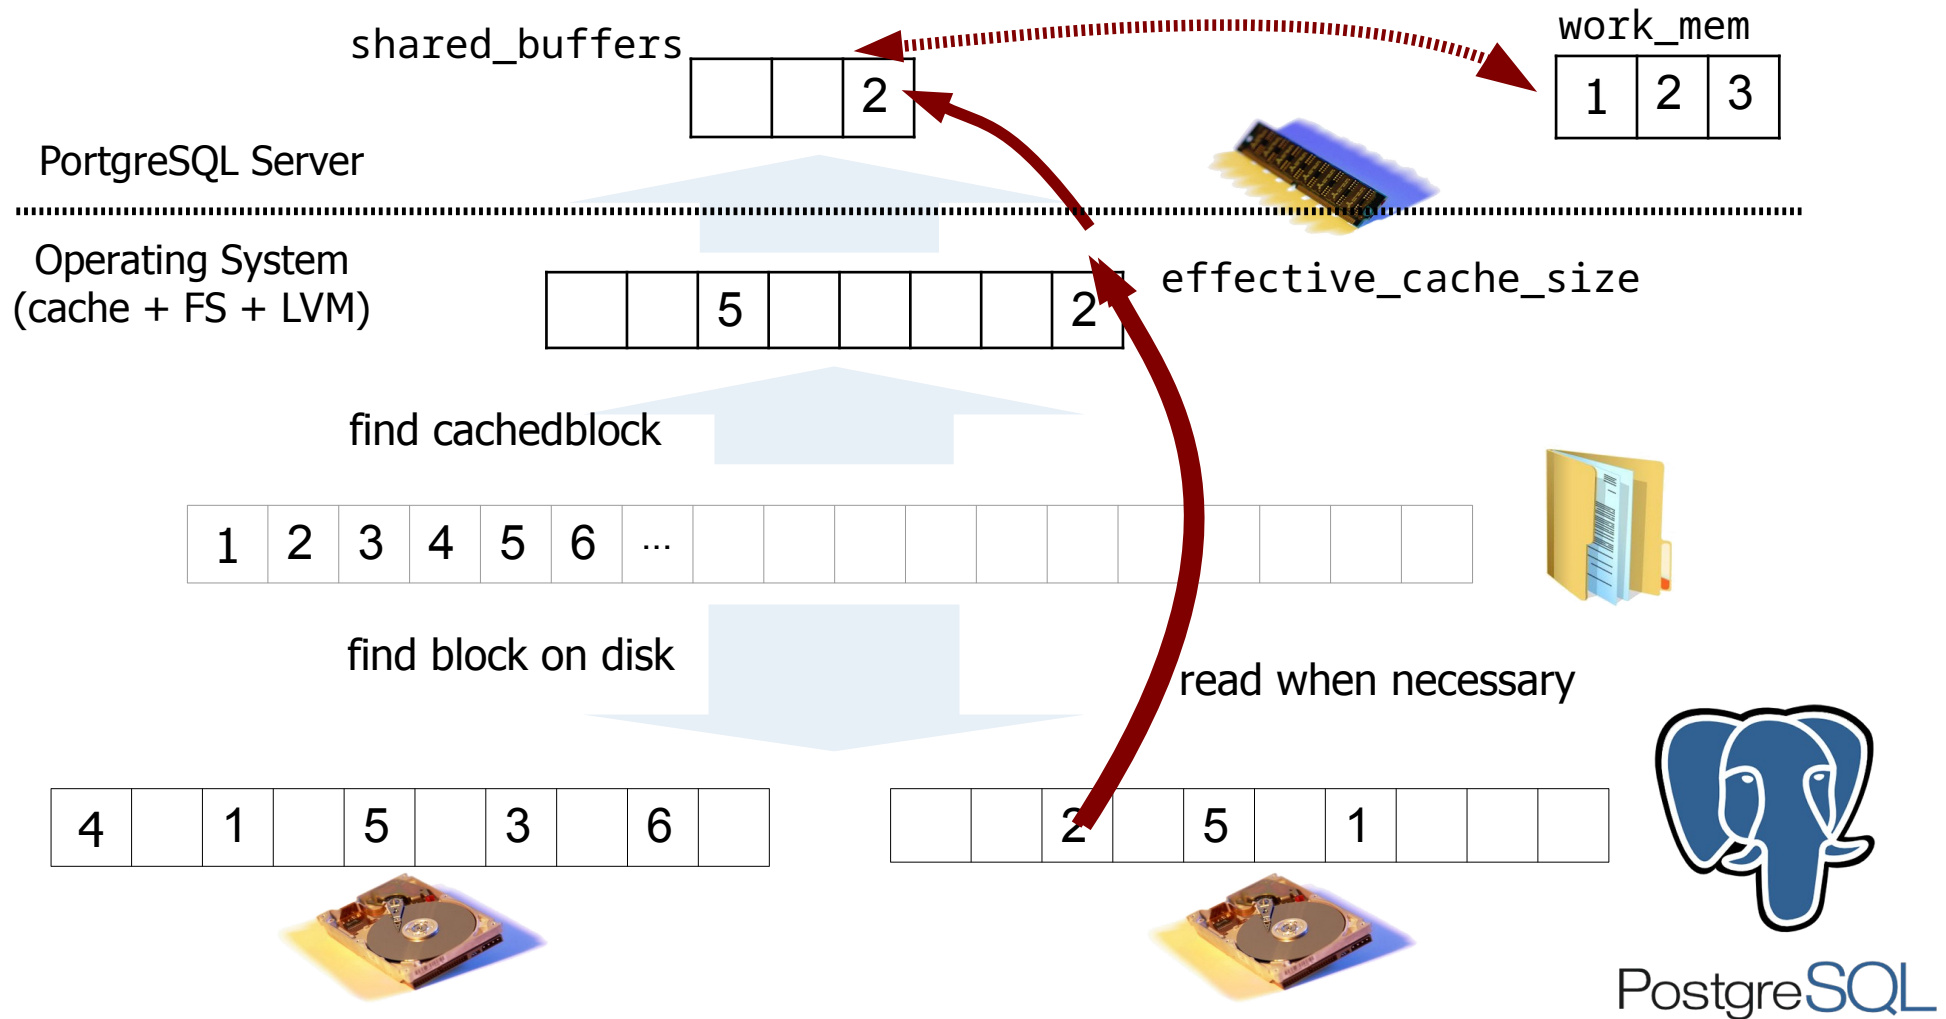 shared_buffers
work_mem
2
1 2 3
PortgreSQL Server
Operating System
(cache + FS + LVM)
effective_cache_size
5 2
find cachedblock
1 2 3 4 5 6 ...
find block on disk
read when necessary
4 1 5 3 6
2 5 1
PostgreSQL